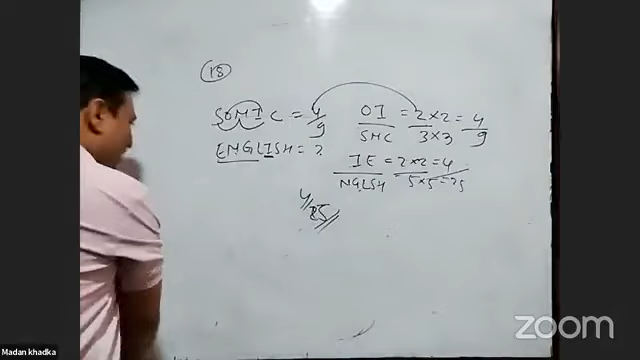 18
SOMIC = 4/9
OI / SMC = 2×2 / 3×3 = 4/9
ENGLISH = ?
IE / NGLSH = 2×2 / 5×5 = 4 / 25
4/25
zoom
Madan khadka